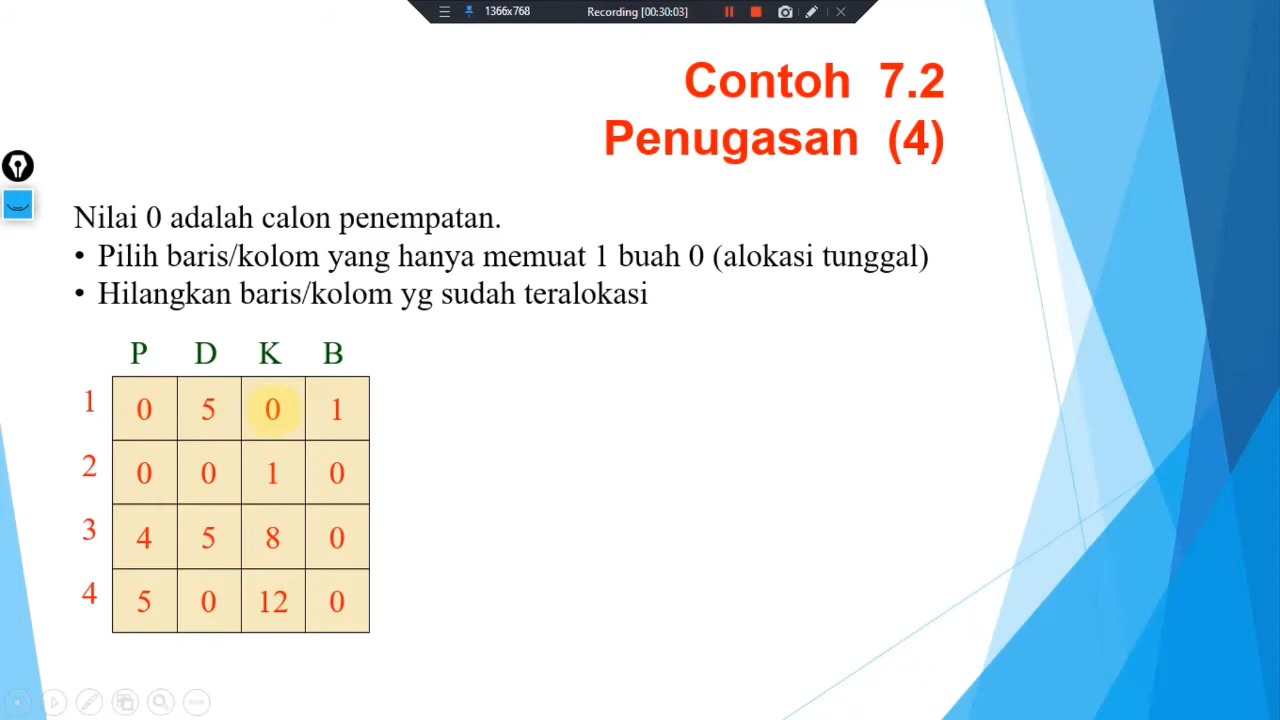 1366x768 Recording [00:30:03]
Contoh 7.2
Penugasan (4)
Nilai 0 adalah calon penempatan.
• Pilih baris/kolom yang hanya memuat 1 buah 0 (alokasi tunggal)
• Hilangkan baris/kolom yg sudah teralokasi
P D K B
1 0 5 0 1
2 0 0 1 0
3 4 5 8 0
4 5 0 12 0